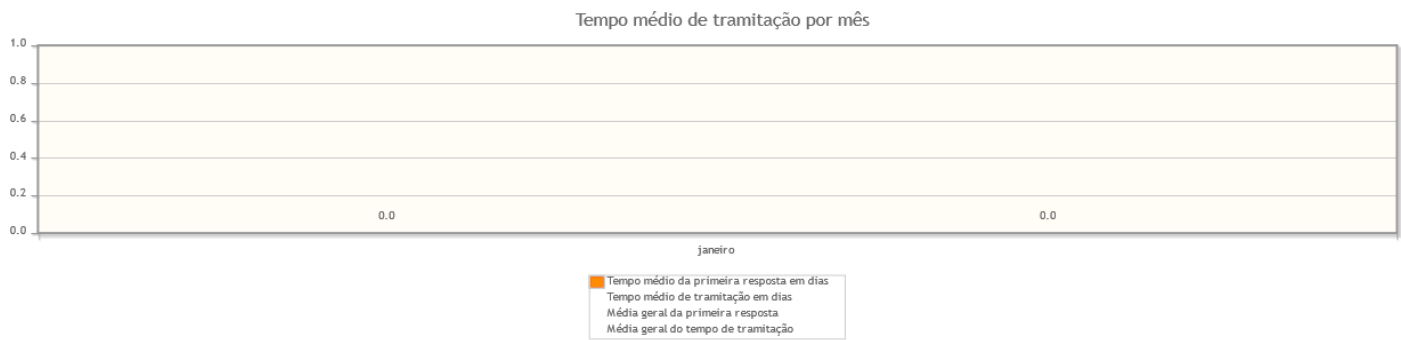 Tempo médio de tramitação por mês
1.0
0.8
0.6
0.4
0.2
0.0
0.0 0.0
janeiro
Tempo médio da primeira resposta em dias
Tempo médio de tramitação em dias
Média geral da primeira resposta
Média geral do tempo de tramitação